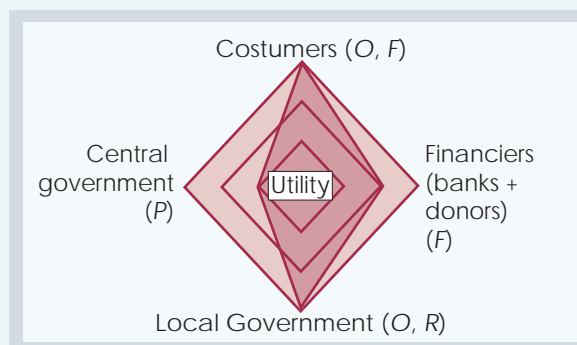 Costumers (O, F)
Central
government
(P)
Utility
Financiers
(banks +
donors)
(F)
Local Government (O, R)